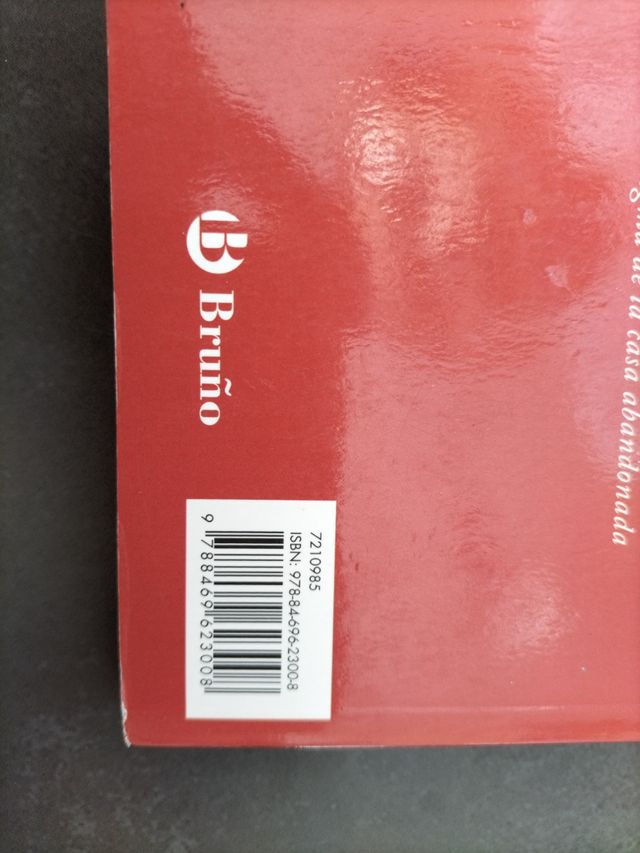 de la casa abandonada
B Bruño
7210985
ISBN: 978-84-696-2300-8
9 788469 623008